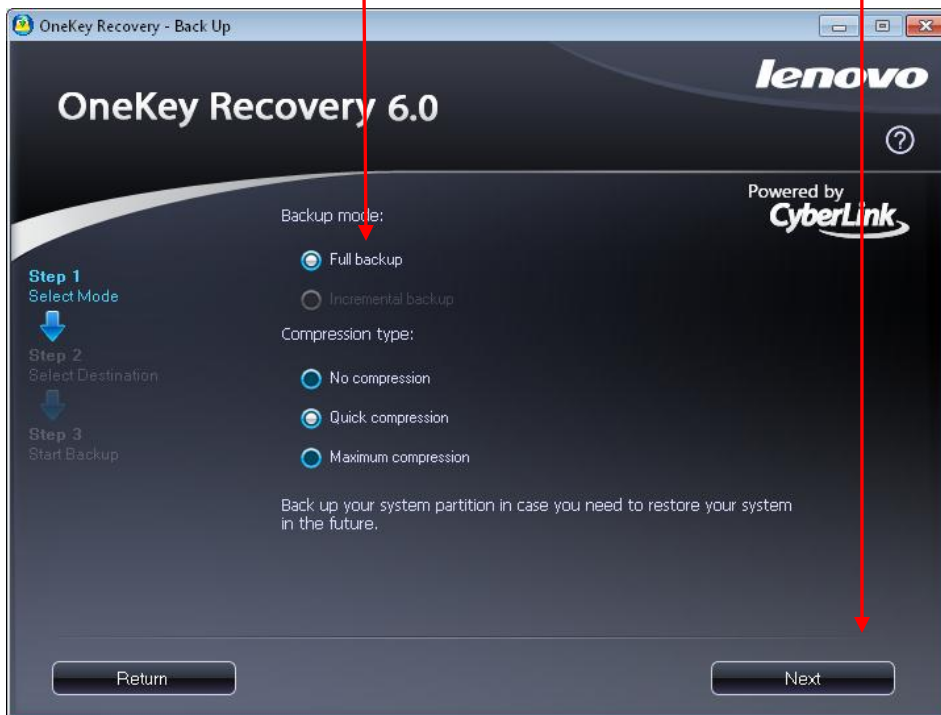 OneKey Recovery - Back Up
lenovo
OneKey Recovery 6.0
Powered by
CyberLink
Backup mode:
Full backup
Incremental backup
Compression type:
No compression
Quick compression
Maximum compression
Back up your system partition in case you need to restore your system
in the future.
Step 1
Select Mode
Step 2
Select Destination
Step 3
Start Backup
Return
Next